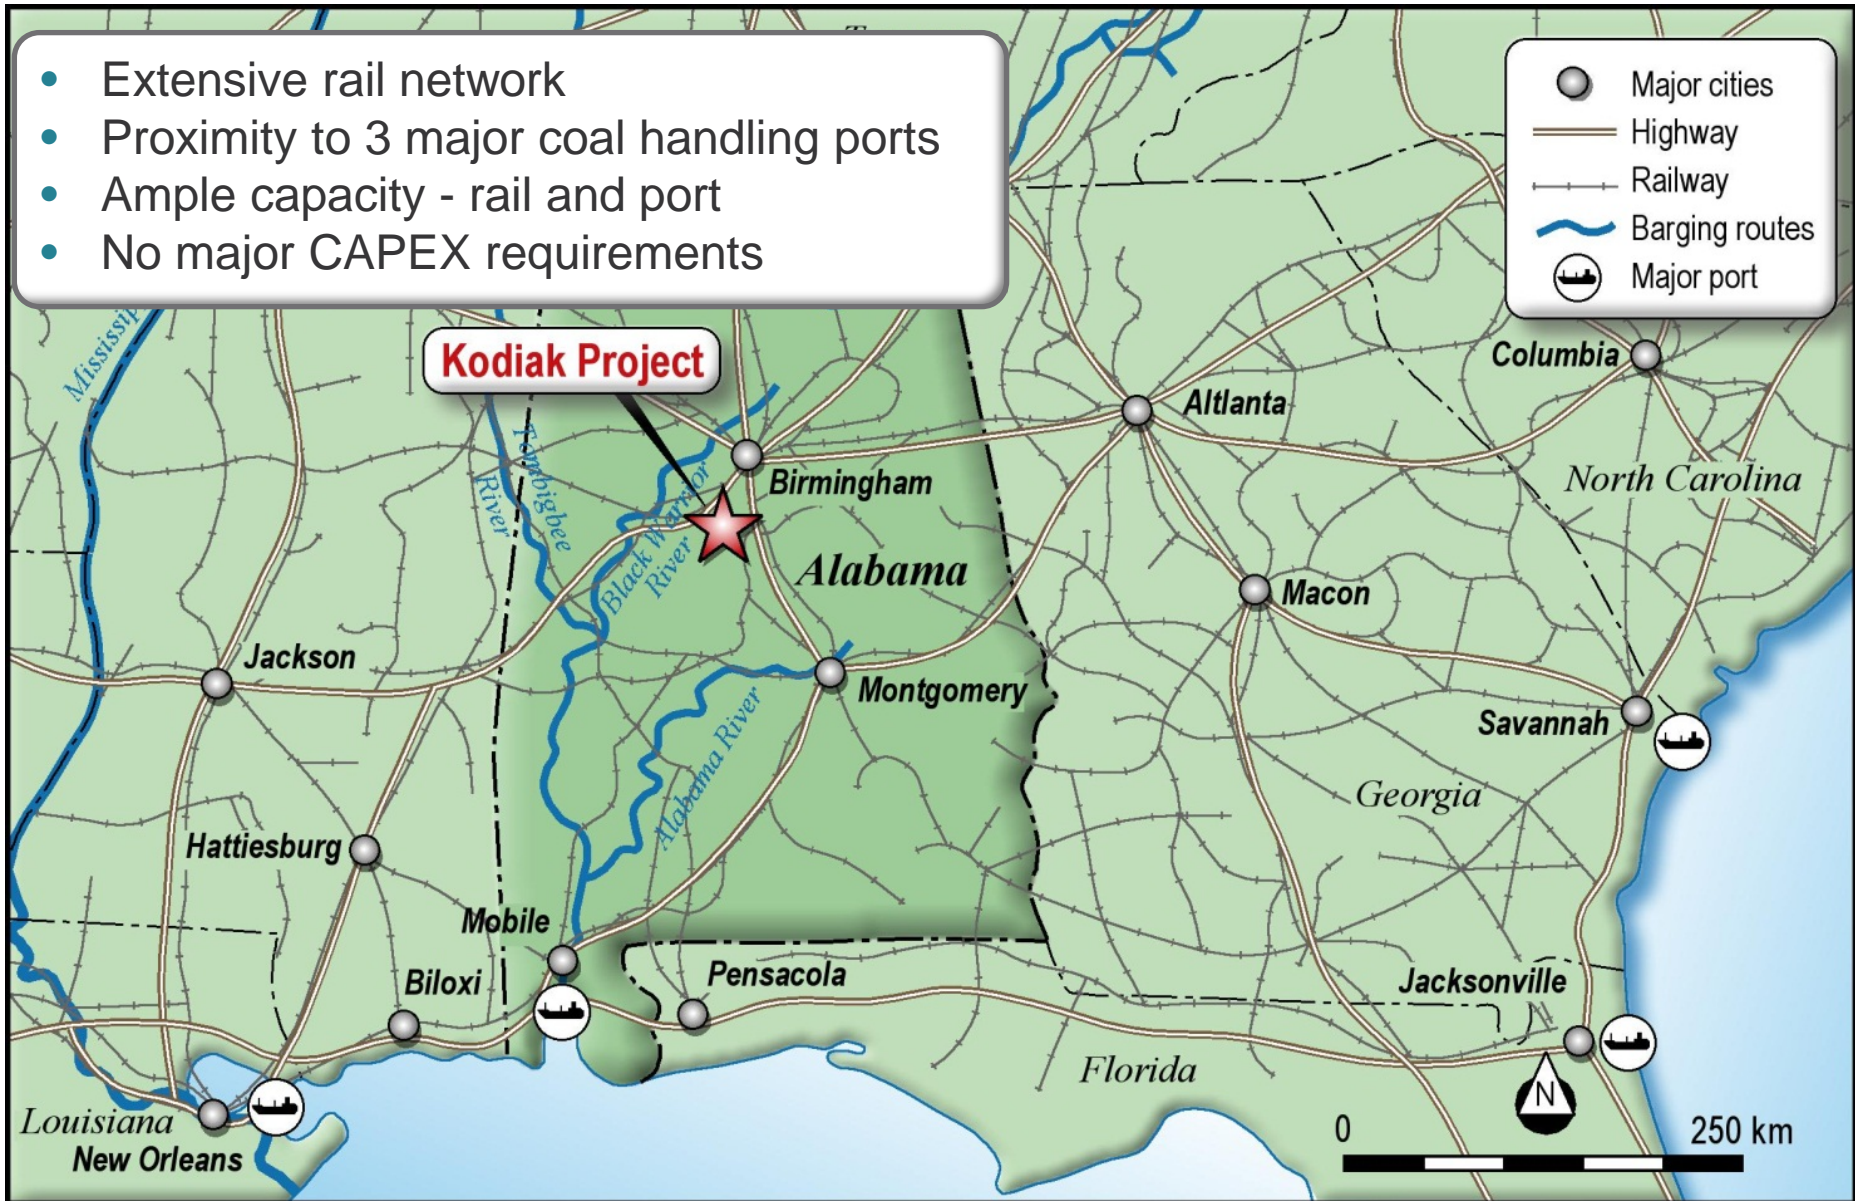 • Extensive rail network
• Proximity to 3 major coal handling ports
• Ample capacity - rail and port
• No major CAPEX requirements
Major cities
Highway
Railway
Barging routes
Major port
Kodiak Project
Columbia
Altlanta
North Carolina
Birmingham
Tombigbee
River
Black Warrior
River
Alabama
Macon
Jackson
Montgomery
Savannah
Alabama River
Georgia
Hattiesburg
Mobile
Biloxi
Pensacola
Jacksonville
Florida
N
Louisiana
New Orleans
0
250 km